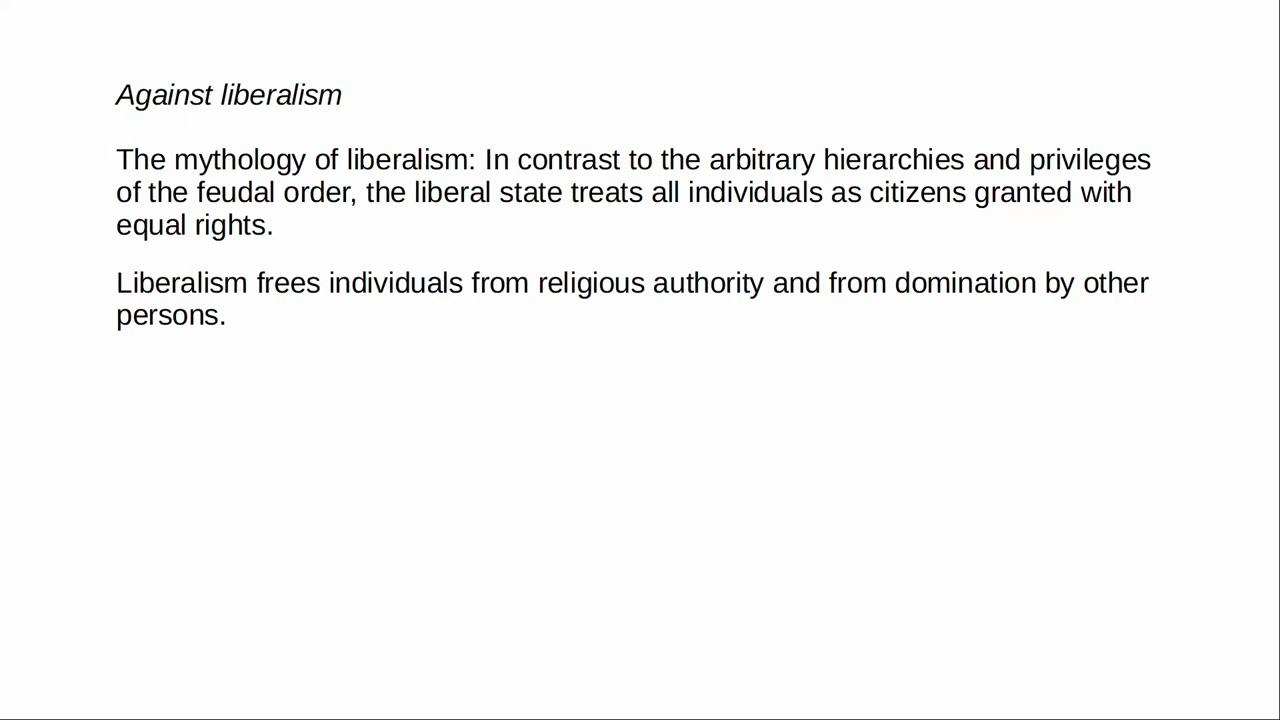 Against liberalism
The mythology of liberalism: In contrast to the arbitrary hierarchies and privileges
of the feudal order, the liberal state treats all individuals as citizens granted with
equal rights.
Liberalism frees individuals from religious authority and from domination by other
persons.